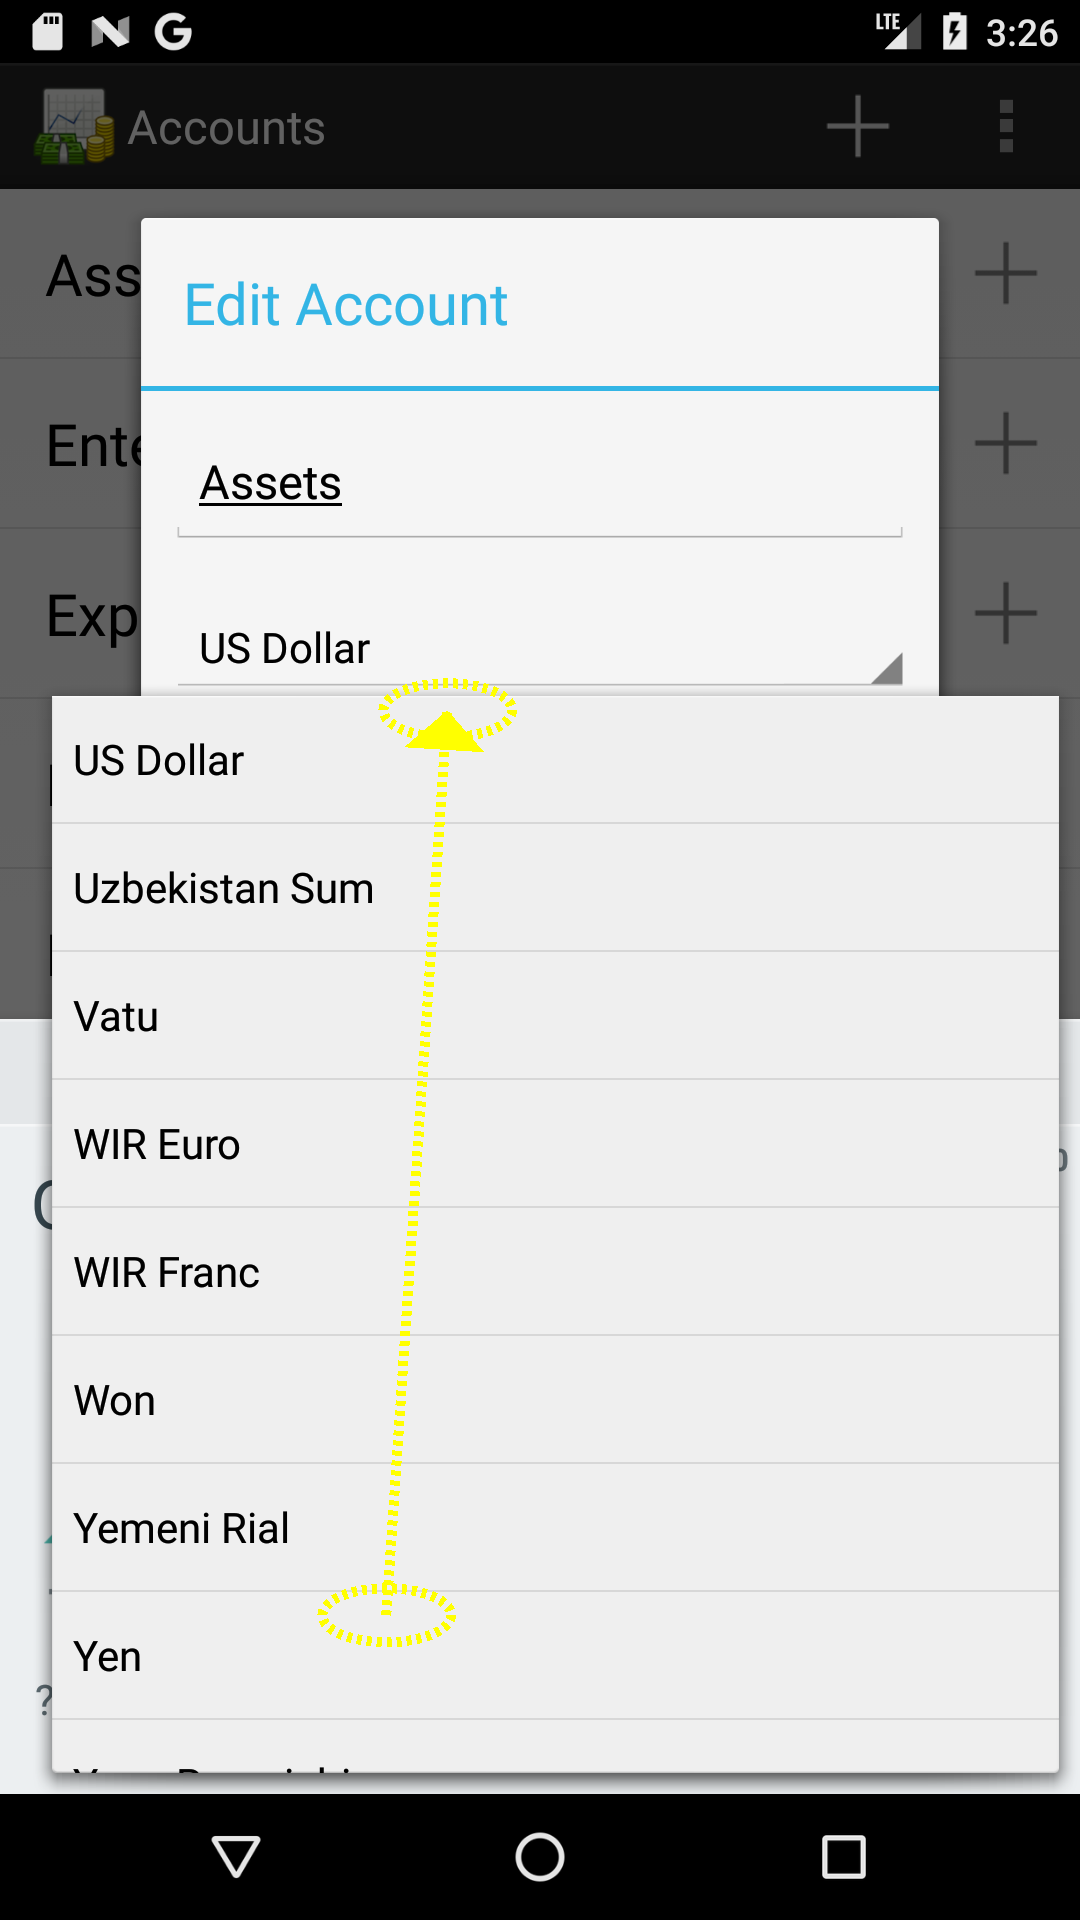 LTE 3:26
Accounts
Ass
Edit Account
Ente
Assets
Exp
US Dollar
US Dollar
Uzbekistan Sum
Vatu
WIR Euro
WIR Franc
Won
Yemeni Rial
Yen
?